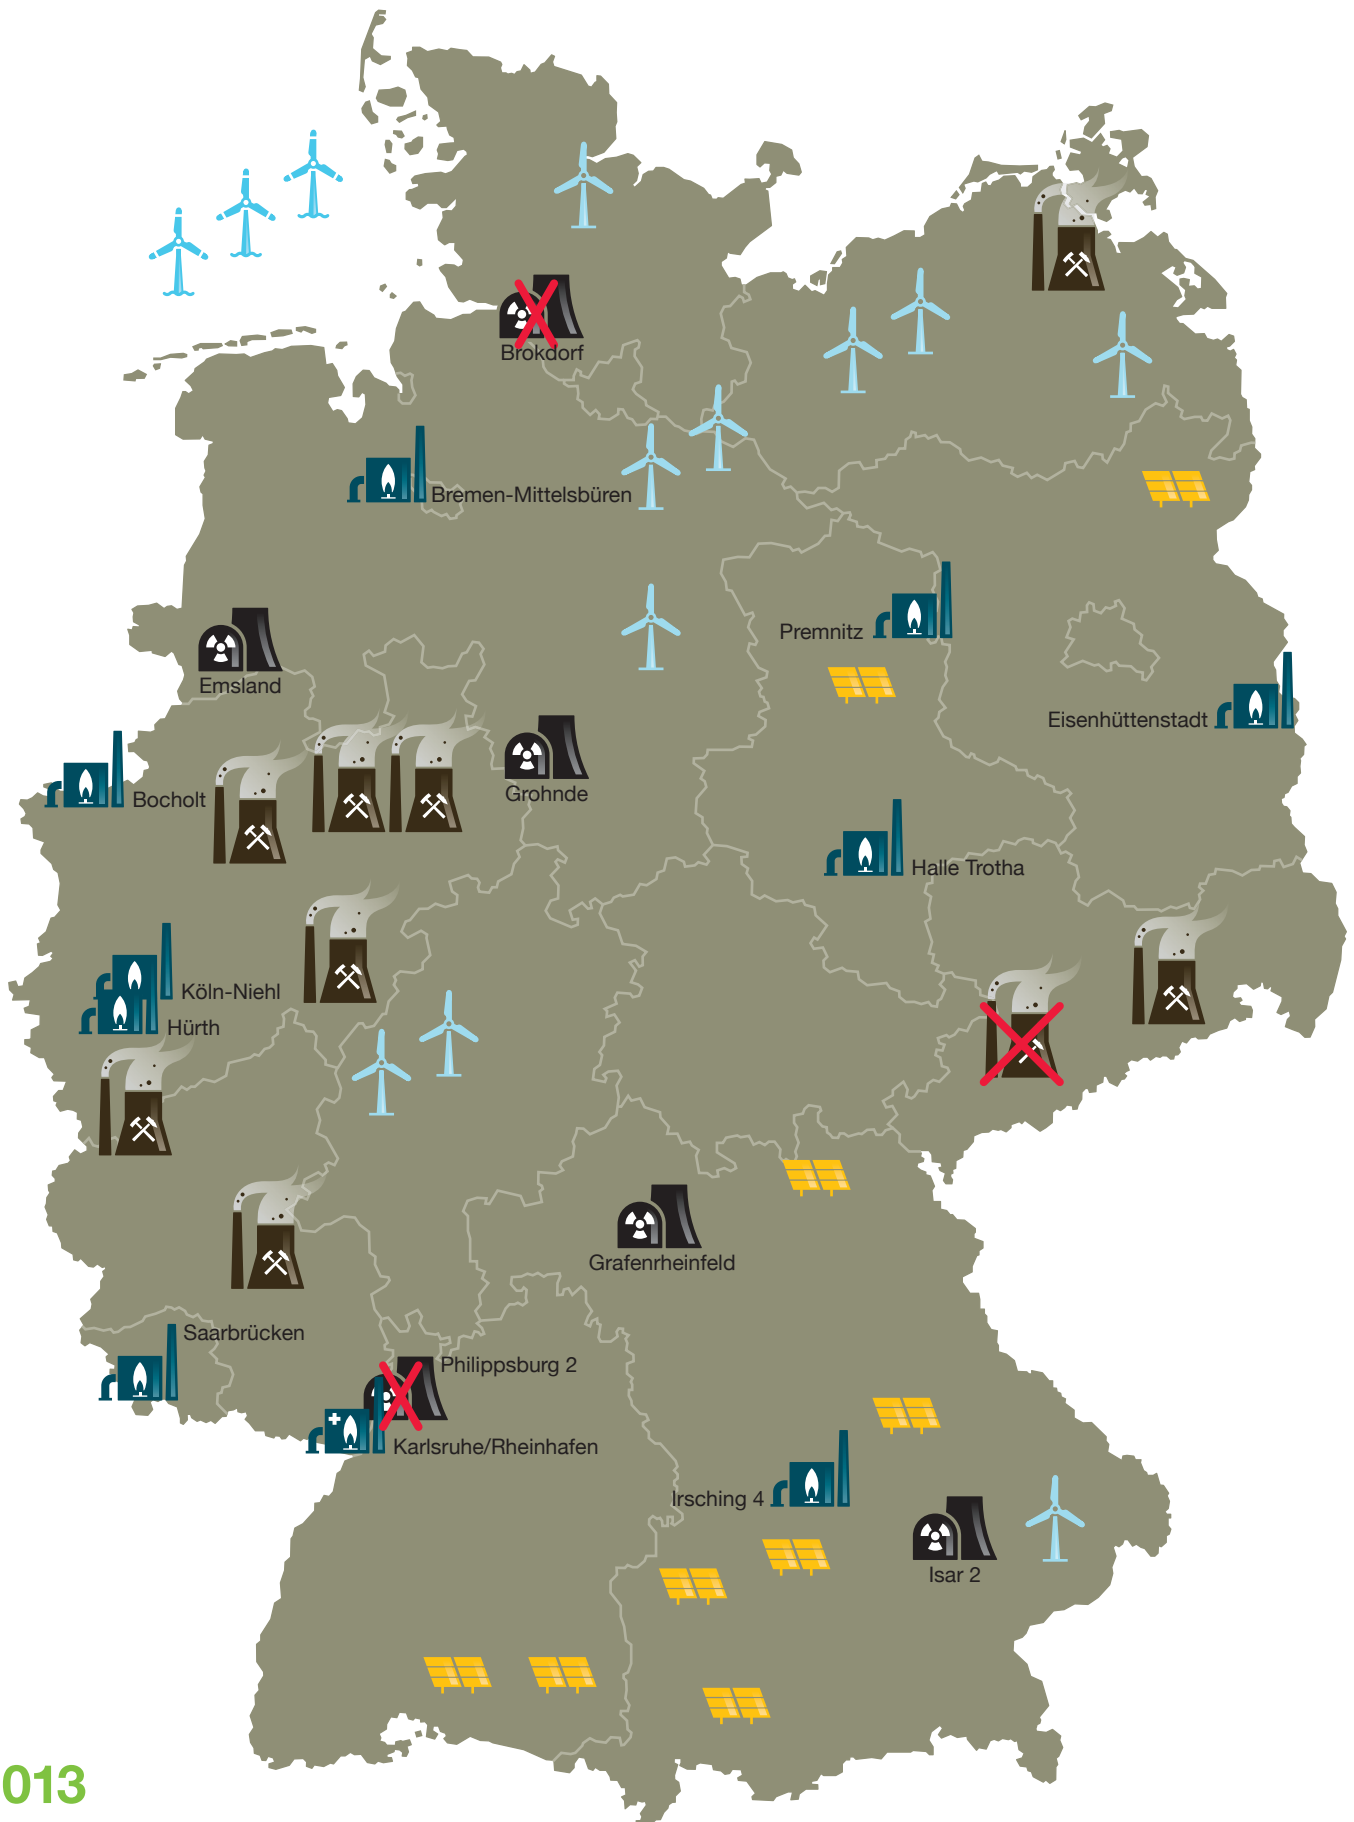 Brokdorf
Bremen-Mittelsbüren
Premnitz
Emsland
Eisenhüttenstadt
Bocholt
Grohnde
Halle Trotha
Köln-Niehl
Hürth
Grafenrheinfeld
Saarbrücken
Philippsburg 2
Karlsruhe/Rheinhafen
Irsching 4
Isar 2
013